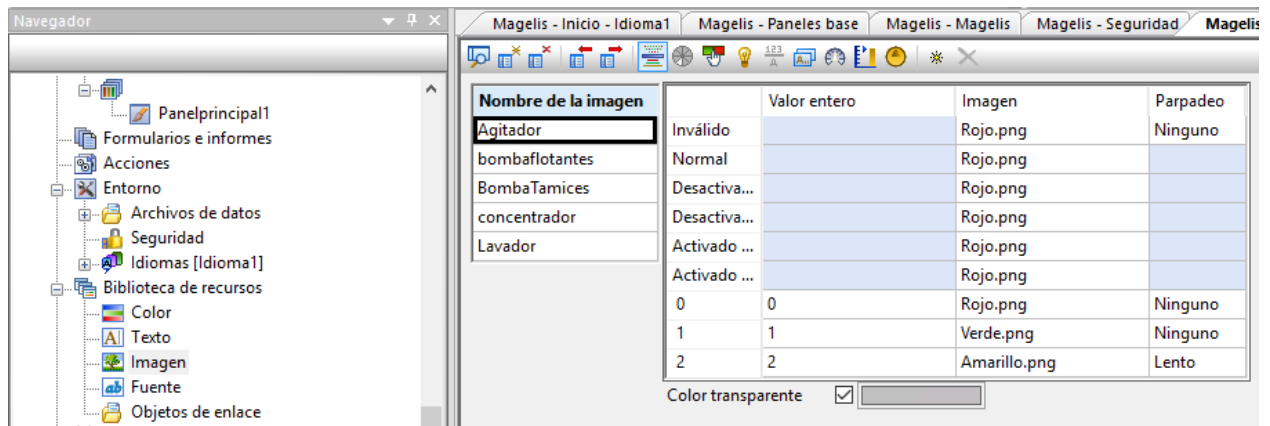 Navegador
Panelprincipal1
Formularios e informes
Acciones
Entorno
Archivos de datos
Seguridad
Idiomas [Idioma1]
Biblioteca de recursos
Color
Texto
Imagen
Fuente
Objetos de enlace
Magelis - Inicio - Idioma1 Magelis - Paneles base Magelis - Magelis Magelis - Seguridad Magelis
Nombre de la imagen
Agitador
bombaflotantes
BombaTamices
concentrador
Lavador
Valor entero Imagen Parpadeo
Inválido Rojo.png Ninguno
Normal Rojo.png
Desactiva... Rojo.png
Desactiva... Rojo.png
Activado ... Rojo.png
Activado ... Rojo.png
0 0 Rojo.png Ninguno
1 1 Verde.png Ninguno
2 2 Amarillo.png Lento
Color transparente